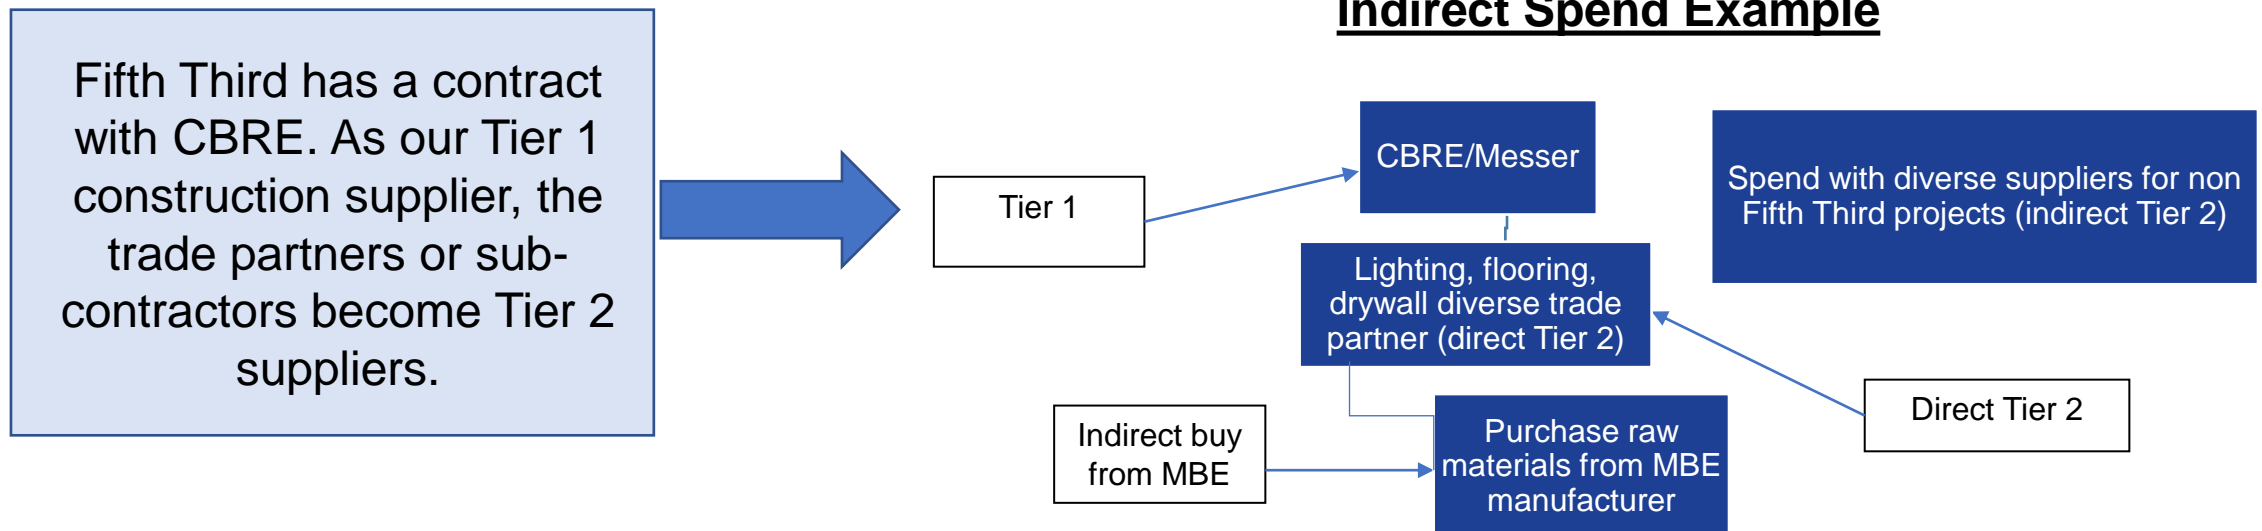 Indirect Spend Example
Fifth Third has a contract
with CBRE. As our Tier 1
construction supplier, the
trade partners or sub-
contractors become Tier 2
suppliers.
Tier 1
CBRE/Messer
Spend with diverse suppliers for non
Fifth Third projects (indirect Tier 2)
Lighting, flooring,
drywall diverse trade
partner (direct Tier 2)
Direct Tier 2
Indirect buy
from MBE
Purchase raw
materials from MBE
manufacturer